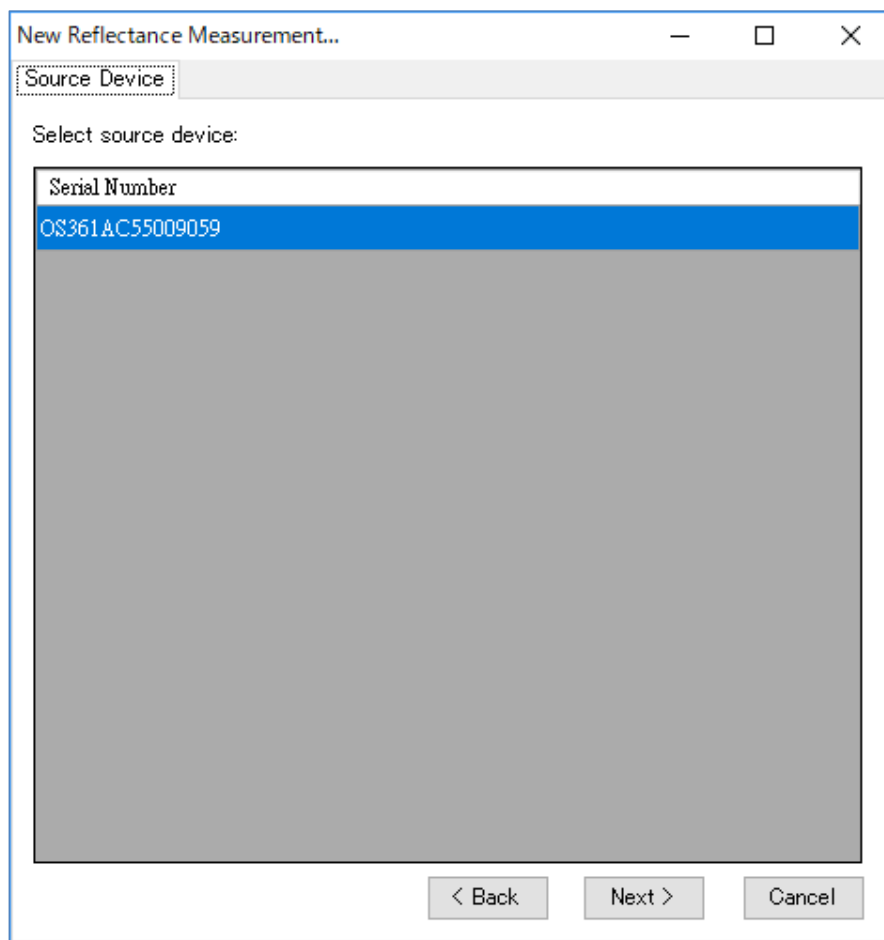 New Reflectance Measurement...
Source Device
Select source device:
Serial Number
OS361AC55009059
< Back Next > Cancel